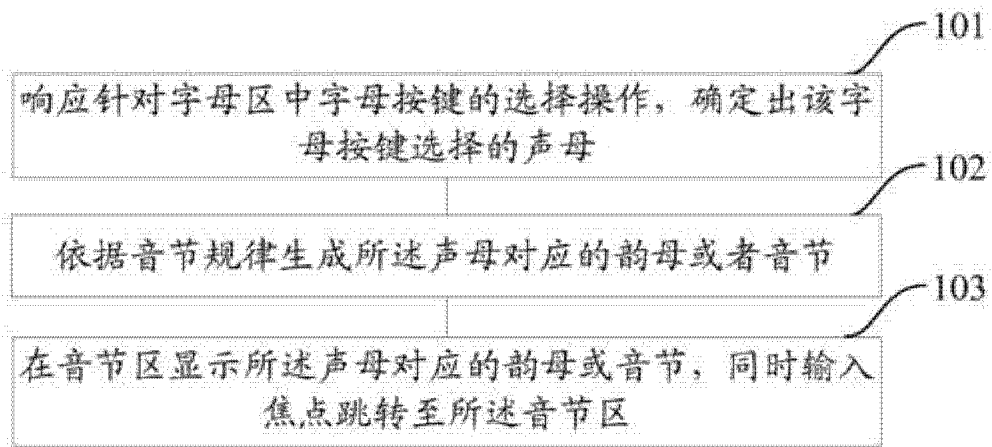 101
响应针对字母区中字母按键的选择操作，确定出该字
母按键选择的声母
102
依据音节规律生成所述声母对应的韵母或者音节
103
在音节区显示所述声母对应的韵母或音节，同时输入
焦点跳转至所述音节区